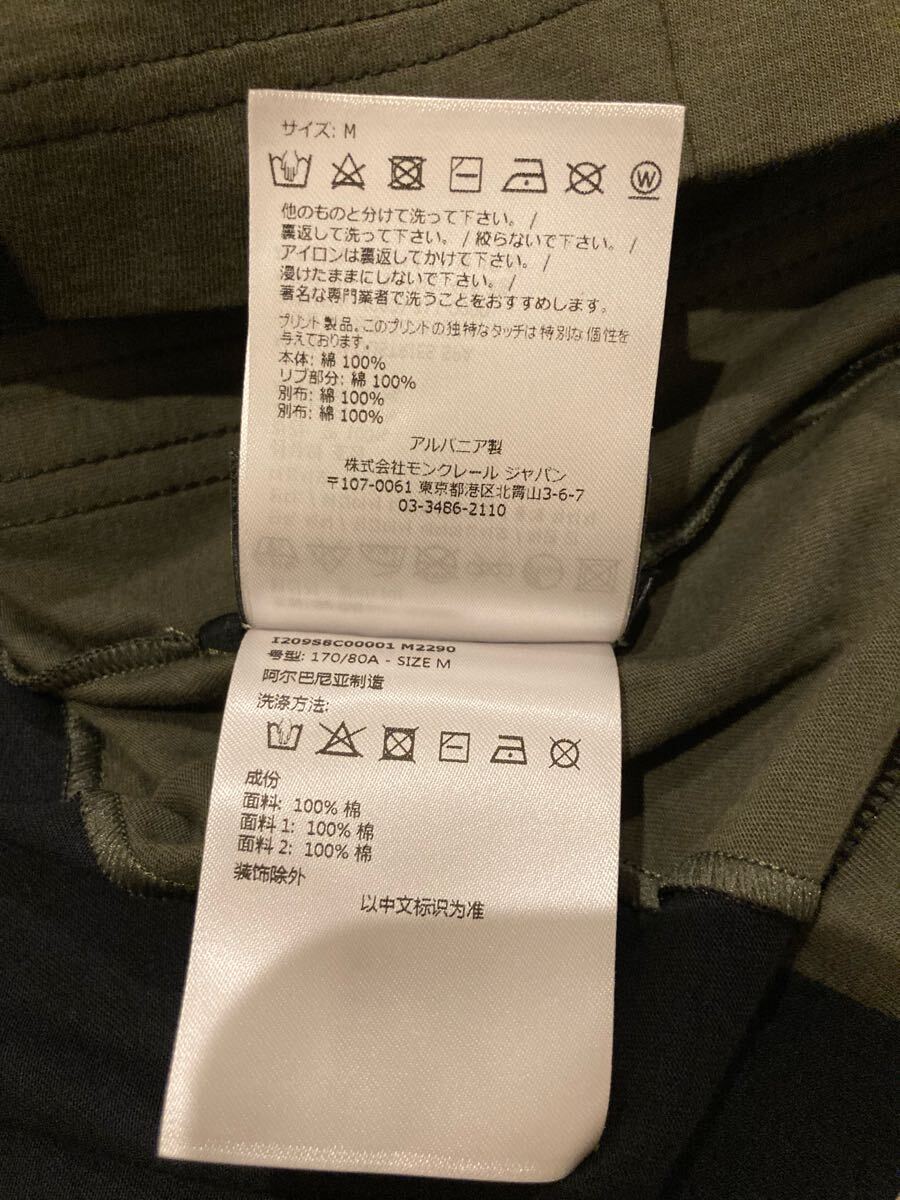 サイズ: M
W
他のものと分けて洗って下さい。 /
裏返して洗って下さい。 / 絞らないで下さい。 /
アイロンは裏返してかけて下さい。 /
浸けたままにしないで下さい。 /
著名な専門業者で洗うことをおすすめします。
プリント製品。このプリントの独特なタッチは特別な個性を
与えております。
本体: 綿 100%
リブ部分: 綿 100%
別布: 綿 100%
別布: 綿 100%
アルバニア製
株式会社モンクレール ジャパン
〒107-0061 東京都港区北青山3-6-7
03-3486-2110
I209S8C00001 M2290
号型: 170/80A - SIZE M
阿尔巴尼亚制造
洗涤方法:
成份
面料: 100% 棉
面料 1: 100% 棉
面料 2: 100% 棉
装饰除外
以中文标识为准